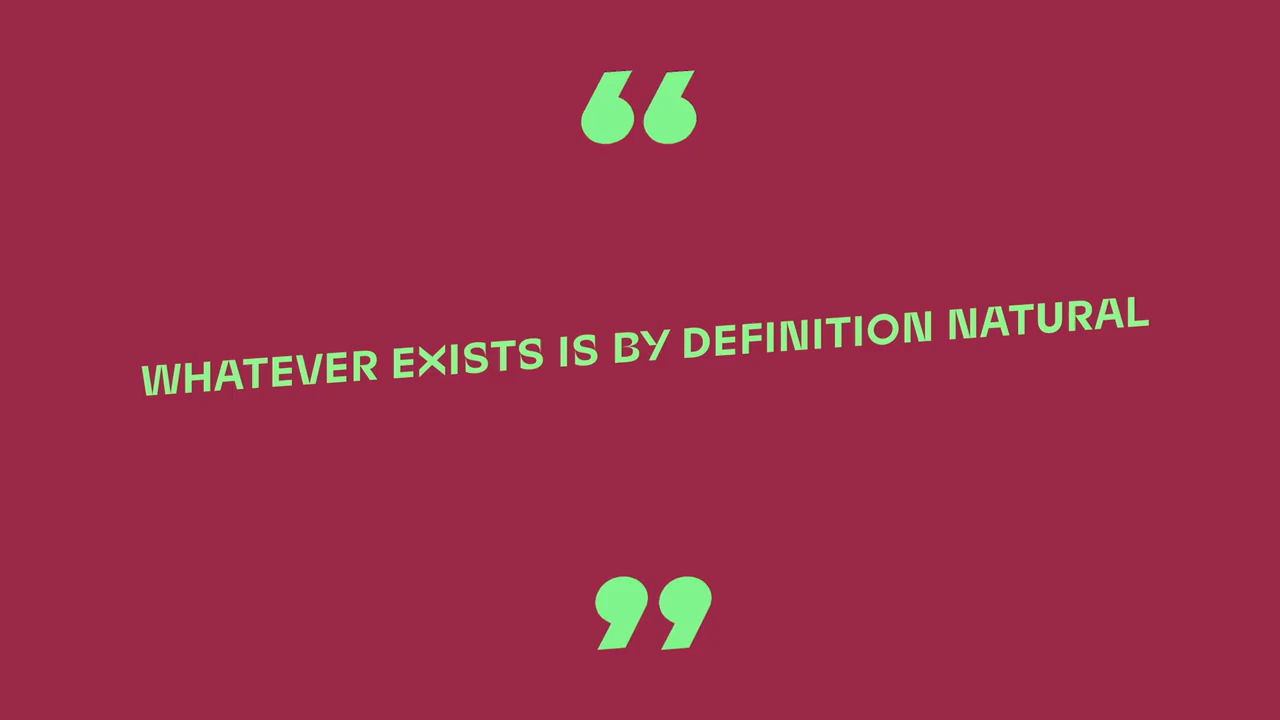 “
WHATEVER EXISTS IS BY DEFINITION NATURAL
”